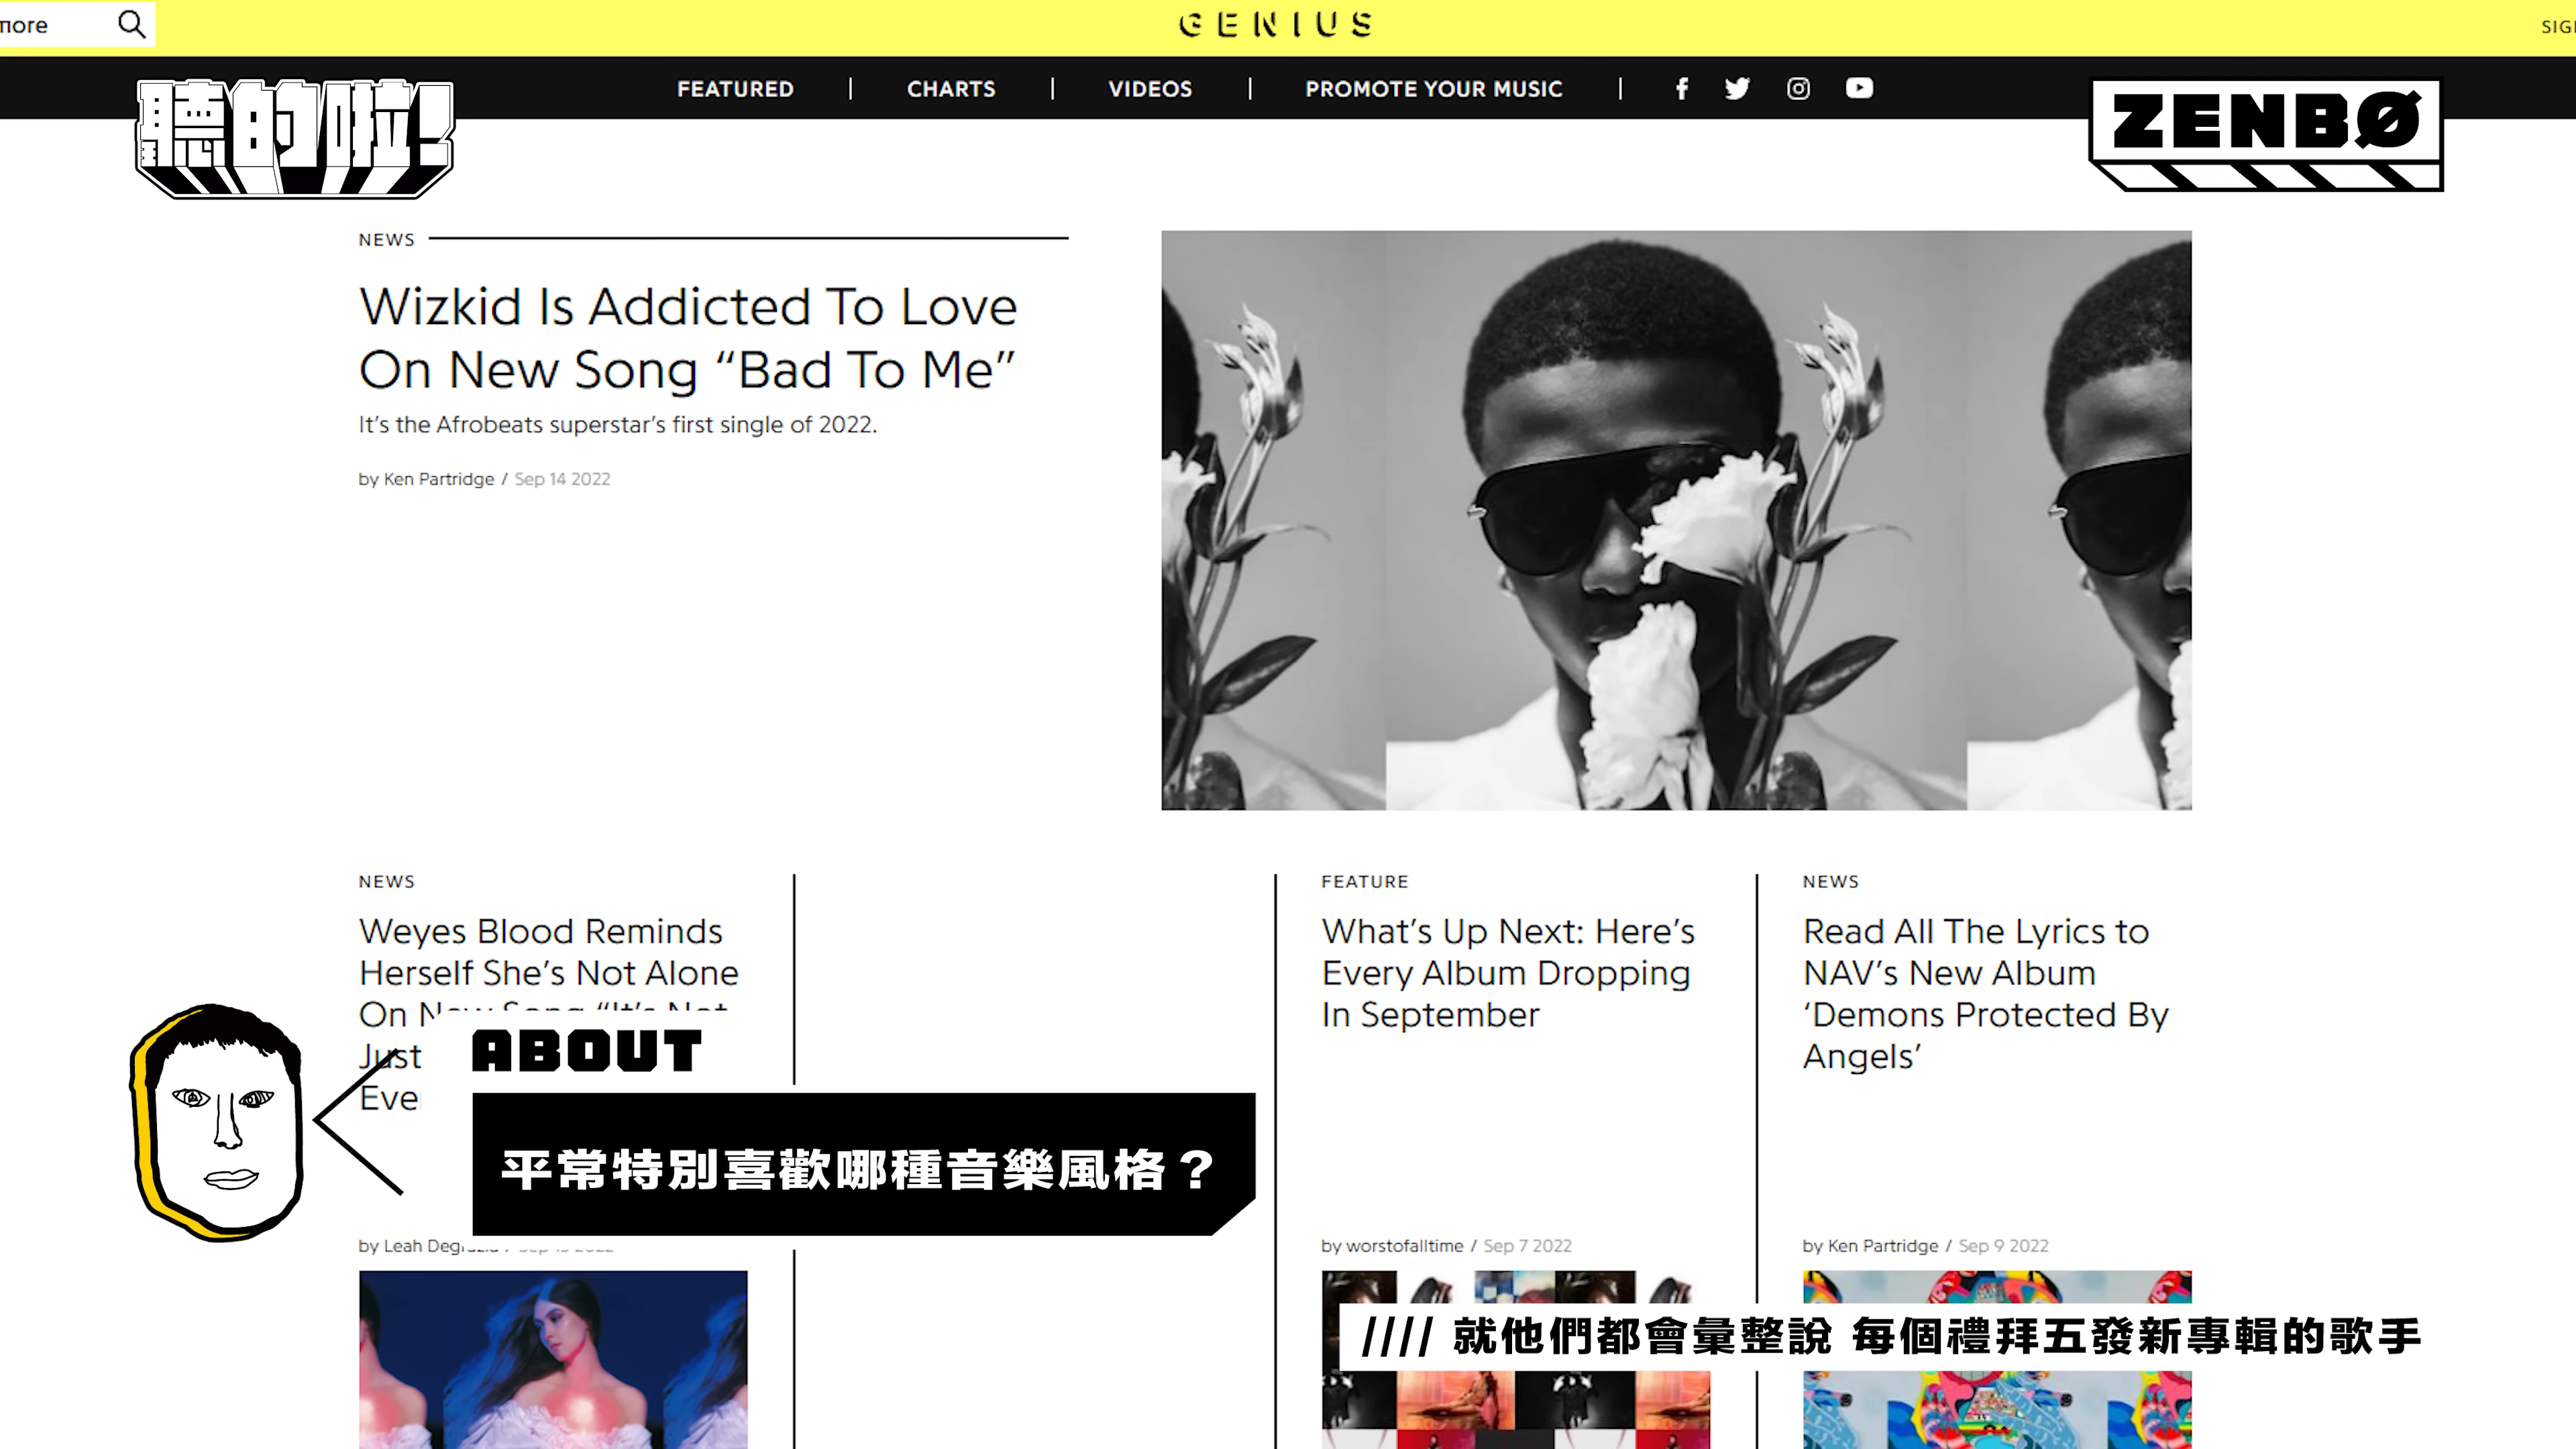 more
GENIUS
FEATURED
CHARTS
VIDEOS
PROMOTE YOUR MUSIC
聽的啦!
ZENBØ
NEWS
Wizkid Is Addicted To Love
On New Song “Bad To Me”
It’s the Afrobeats superstar’s first single of 2022.
by Ken Partridge / Sep 14 2022
NEWS
Weyes Blood Reminds
Herself She’s Not Alone
On New Song “It’s Not
Just
FEATURE
What’s Up Next: Here’s
Every Album Dropping
In September
by worstofalltime / Sep 7 2022
NEWS
Read All The Lyrics to
NAV’s New Album
‘Demons Protected By
Angels’
by Ken Partridge / Sep 9 2022
ABOUT
平常特別喜歡哪種音樂風格？
by Leah
//// 就他們都會彙整說 每個禮拜五發新專輯的歌手